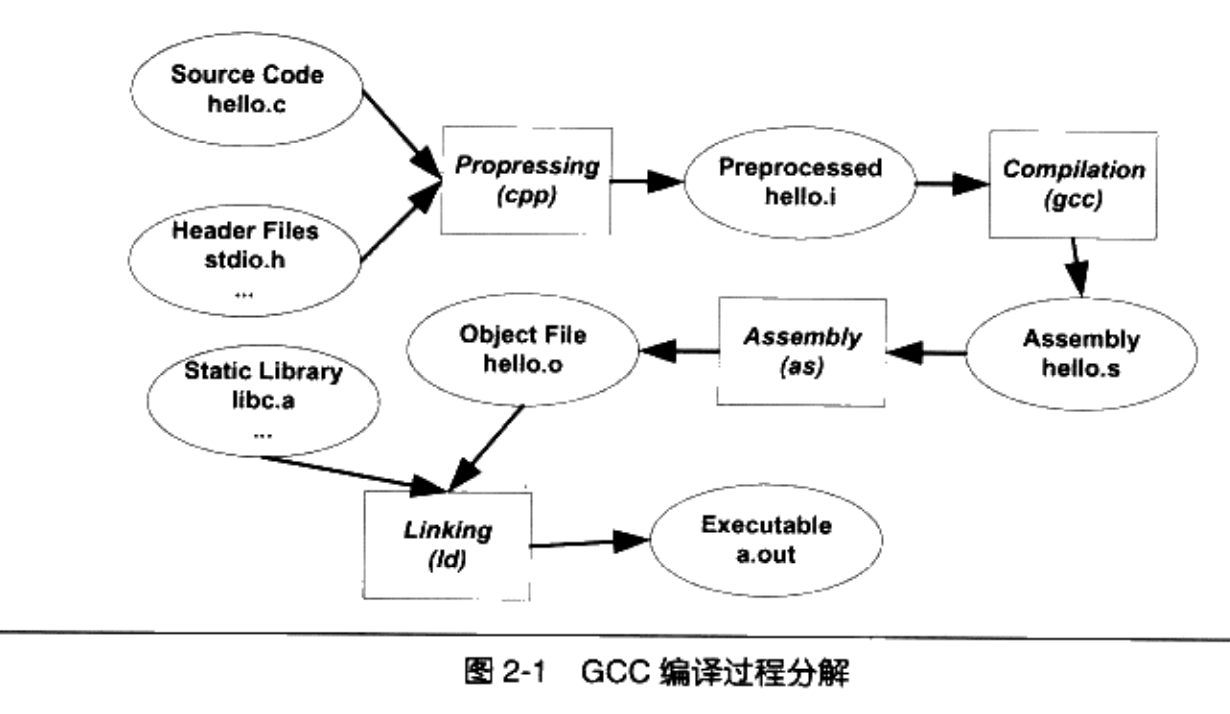 Source Code
hello.c
Header Files
stdio.h
...
Propressing
(cpp)
Preprocessed
hello.i
Compilation
(gcc)
Assembly
hello.s
Assembly
(as)
Object File
hello.o
Static Library
libc.a
...
Linking
(ld)
Executable
a.out
图 2-1 GCC 编译过程分解